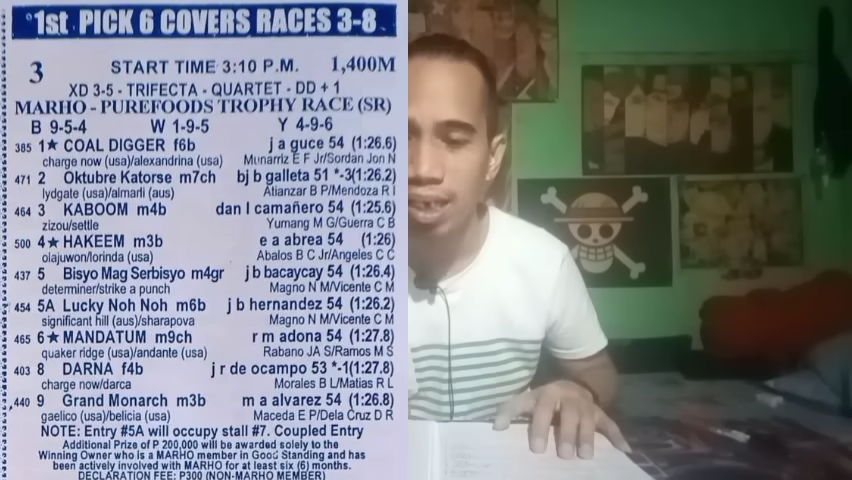 1st PICK 6 COVERS RACES 3-8
3 START TIME 3:10 P.M. 1,400M
XD 3-5 - TRIFECTA - QUARTET - DD + 1
MARHO - PUREFOODS TROPHY RACE (SR)
B 9-5-4 W 1-9-5 Y 4-9-6
385 1★ COAL DIGGER f6b j a guce 54 (1:26.6)
charge now (usa)/alexandrina (usa) Munarriz E F Jr/Sordan Jon N
471 2 Oktubre Katorse m7ch bj b galleta 51 *-3(1:26.2)
lydgate (usa)/almarli (aus) Atianzar B P/Mendoza R I
464 3 KABOOM m4b dan l camañero 54 (1:25.6)
zizou/settle Yumang M G/Guerra C B
500 4★ HAKEEM m3b e a abrea 54 (1:26)
olajuwon/lorinda (usa) Abalos B C Jr/Angeles C C
437 5 Bisyo Mag Serbisyo m4gr j b bacaycay 54 (1:26.4)
determiner/strike a punch Magno N M/Vicente C M
454 5A Lucky Noh Noh m6b j b hernandez 54 (1:26.2)
significant hill (aus)/sharapova Magno N M/Vicente C M
465 6★ MANDATUM m9ch r m adona 54 (1:27.8)
quaker ridge (usa)/andante (usa) Rabano JA S/Ramos M S
403 8 DARNA f4b j r de ocampo 53 *-1(1:27.8)
charge now/darca Morales B L/Matias R L
440 9 Grand Monarch m3b m a alvarez 54 (1:26.8)
gaelico (usa)/belicia (usa) Maceda E P/Dela Cruz D R
NOTE: Entry #5A will occupy stall #7. Coupled Entry
Additional Prize of P 200,000 will be awarded solely to the
Winning Owner who is a MARHO member in Good Standing and has
been actively involved with MARHO for at least six (6) months.
DECLARATION FEE: P300 (NON-MARHO MEMBER)